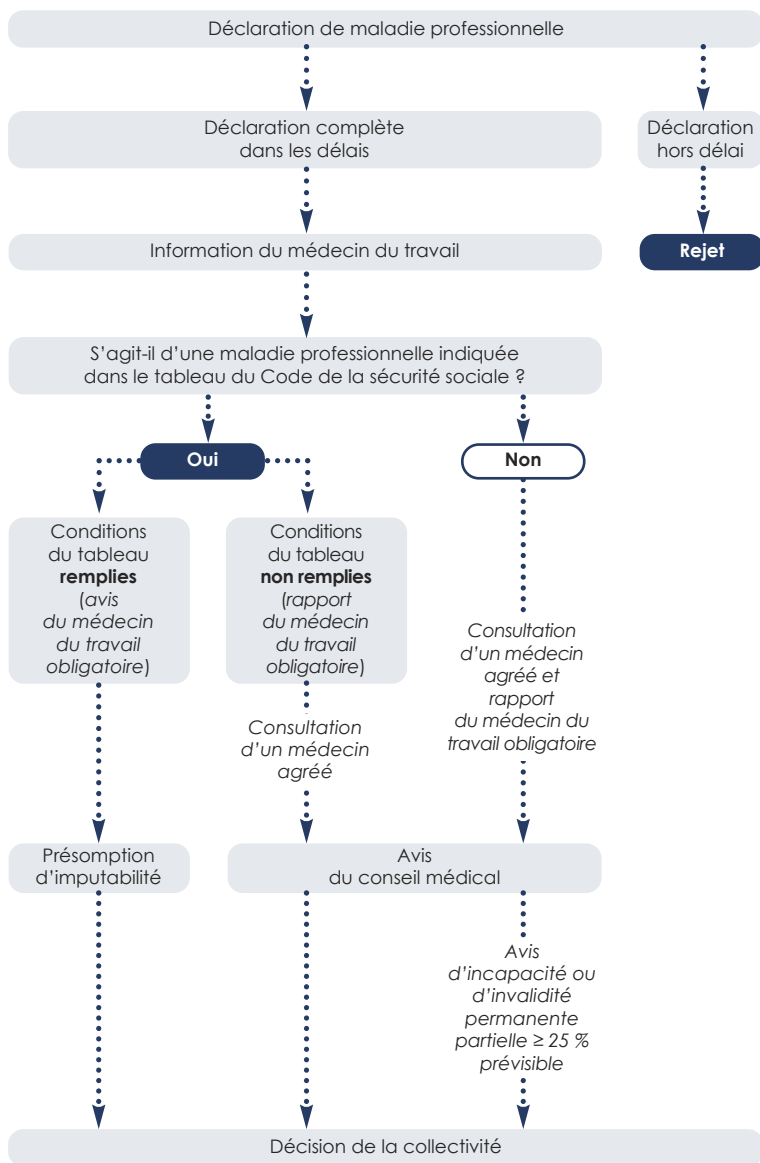 Déclaration de maladie professionnelle
Déclaration complète
dans les délais
Déclaration
hors délai
Information du médecin du travail
Rejet
S’agit-il d’une maladie professionnelle indiquée
dans le tableau du Code de la sécurité sociale ?
Oui
Non
Conditions
du tableau
remplies
(avis
du médecin
du travail
obligatoire)
Conditions
du tableau
non remplies
(rapport
du médecin
du travail
obligatoire)
Consultation
d’un médecin
agréé et
rapport
du médecin du
travail obligatoire
Consultation
d’un médecin
agréé
Présomption
d’imputabilité
Avis
du conseil médical
Avis
d’incapacité ou
d’invalidité
permanente
partielle ≥ 25 %
prévisible
Décision de la collectivité